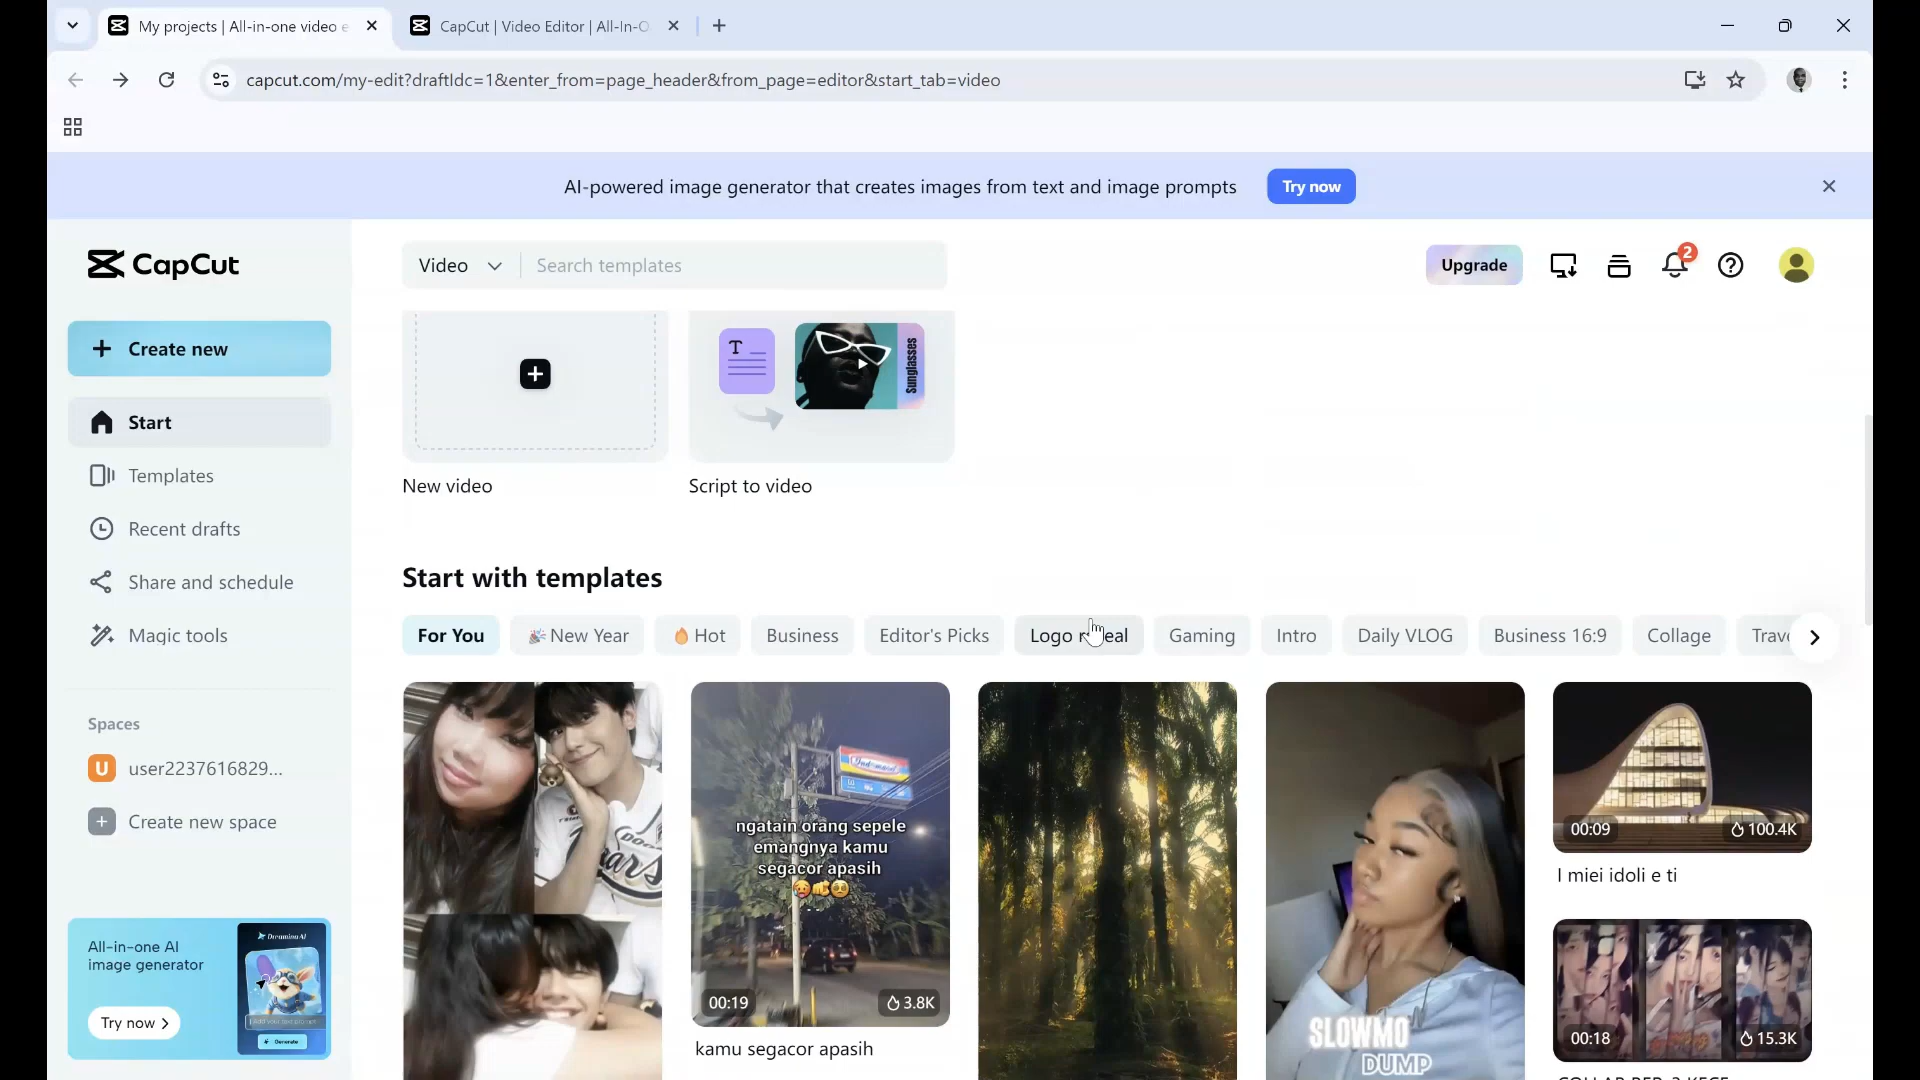 My projects | All-in-one video e
CapCut | Video Editor | All-In-O
capcut.com/my-edit?draftIdc=1&enter_from=page_header&from_page=editor&start_tab=video
AI-powered image generator that creates images from text and image prompts
Try now
CapCut
Video
Search templates
Upgrade
2
Create new
Start
Templates
Recent drafts
Share and schedule
Magic tools
Spaces
U
user2237616829...
Create new space
All-in-one AI
image generator
Try now
Dreamina AI
Generate
T
Sunglasses
New video
Script to video
Start with templates
For You
🎉 New Year
🔥 Hot
Business
Editor's Picks
Logo reveal
Gaming
Intro
Daily VLOG
Business 16:9
Collage
Trav
ngatain orang sepele
emangnya kamu
segacor apasih
00:19
3.8K
kamu segacor apasih
SLOWMO
DUMP
00:09
100.4K
I miei idoli e ti
00:18
15.3K